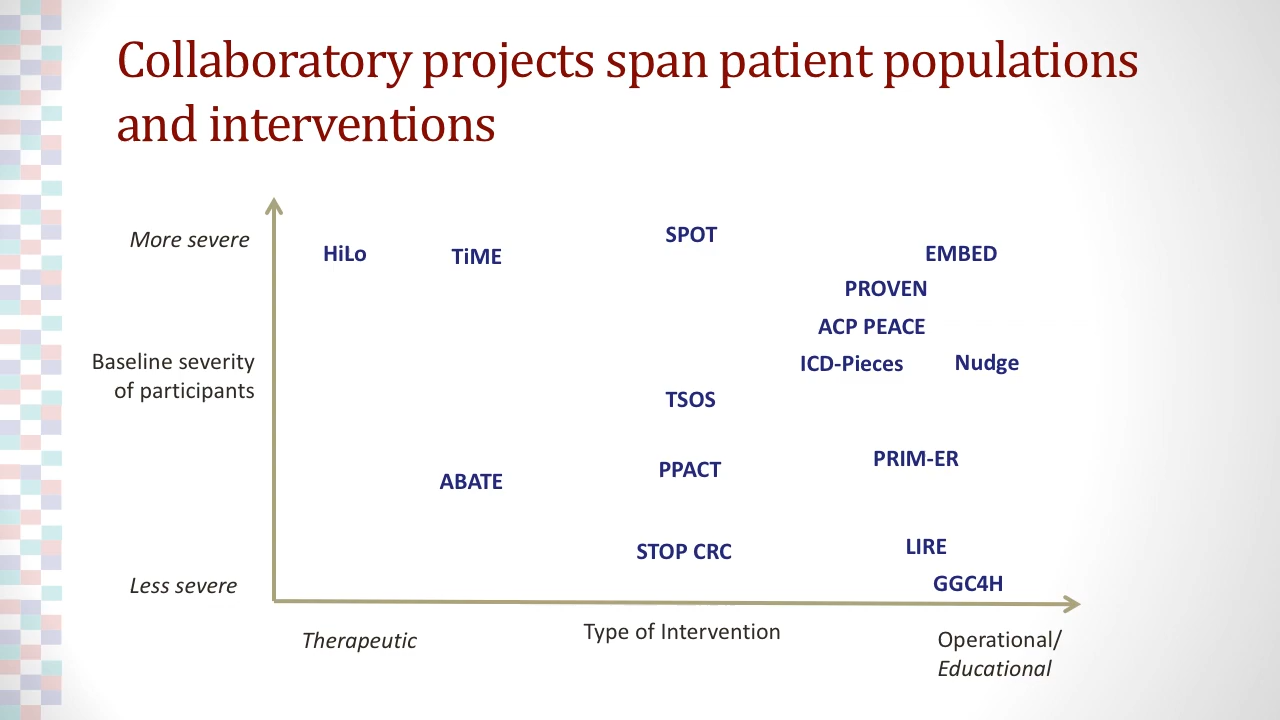 Collaboratory projects span patient populations
and interventions
More severe
SPOT
HiLo
TiME
EMBED
PROVEN
ACP PEACE
Baseline severity
of participants
ICD-Pieces
Nudge
TSOS
PRIM-ER
PPACT
ABATE
STOP CRC
LIRE
Less severe
GGC4H
Therapeutic
Type of Intervention
Operational/
Educational